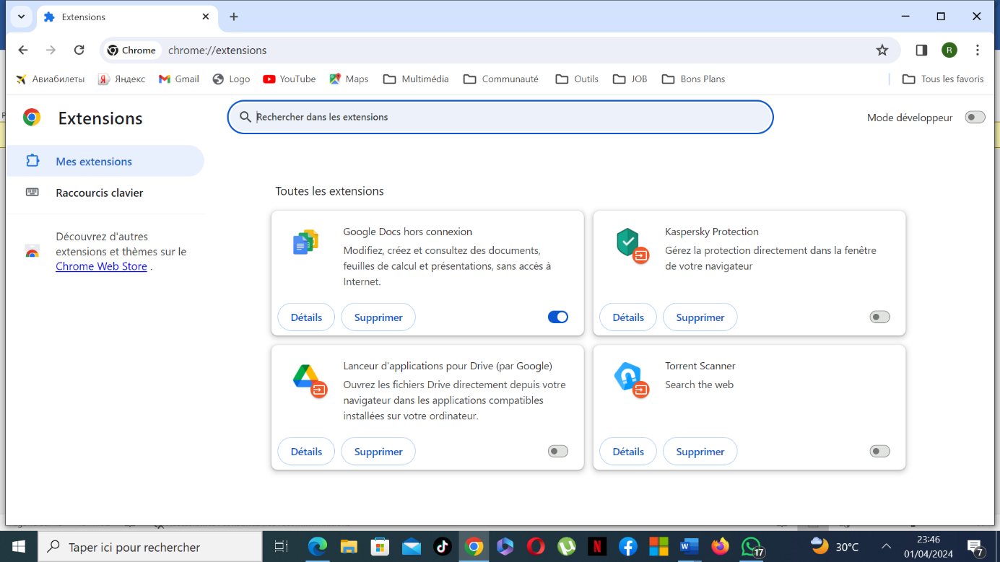 Extensions
Chrome
chrome://extensions
R
Авиабилеты
Яндекс
Gmail
Logo
YouTube
Maps
Multimédia
Communauté
Outils
JOB
Bons Plans
Tous les favoris
Extensions
Rechercher dans les extensions
Mode développeur
Mes extensions
Raccourcis clavier
Découvrez d'autres
extensions et thèmes sur le
Chrome Web Store .
Toutes les extensions
Google Docs hors connexion
Modifiez, créez et consultez des documents,
feuilles de calcul et présentations, sans accès à
Internet.
Détails
Supprimer
Kaspersky Protection
Gérez la protection directement dans la fenêtre
de votre navigateur
Détails
Supprimer
Lanceur d'applications pour Drive (par Google)
Ouvrez les fichiers Drive directement depuis votre
navigateur dans les applications compatibles
installées sur votre ordinateur.
Détails
Supprimer
Torrent Scanner
Search the web
Détails
Supprimer
Taper ici pour rechercher
17
30°C
23:46
01/04/2024
7